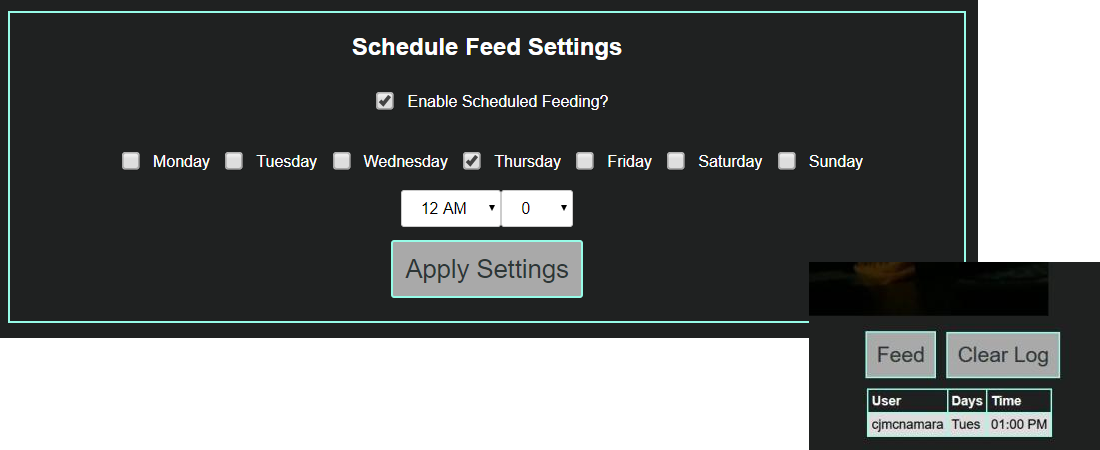 Schedule Feed Settings
Enable Scheduled Feeding?
Monday Tuesday Wednesday Thursday Friday Saturday Sunday
12 AM 0
Apply Settings
Feed Clear Log
User Days Time
cjmcnamara Tues 01:00 PM